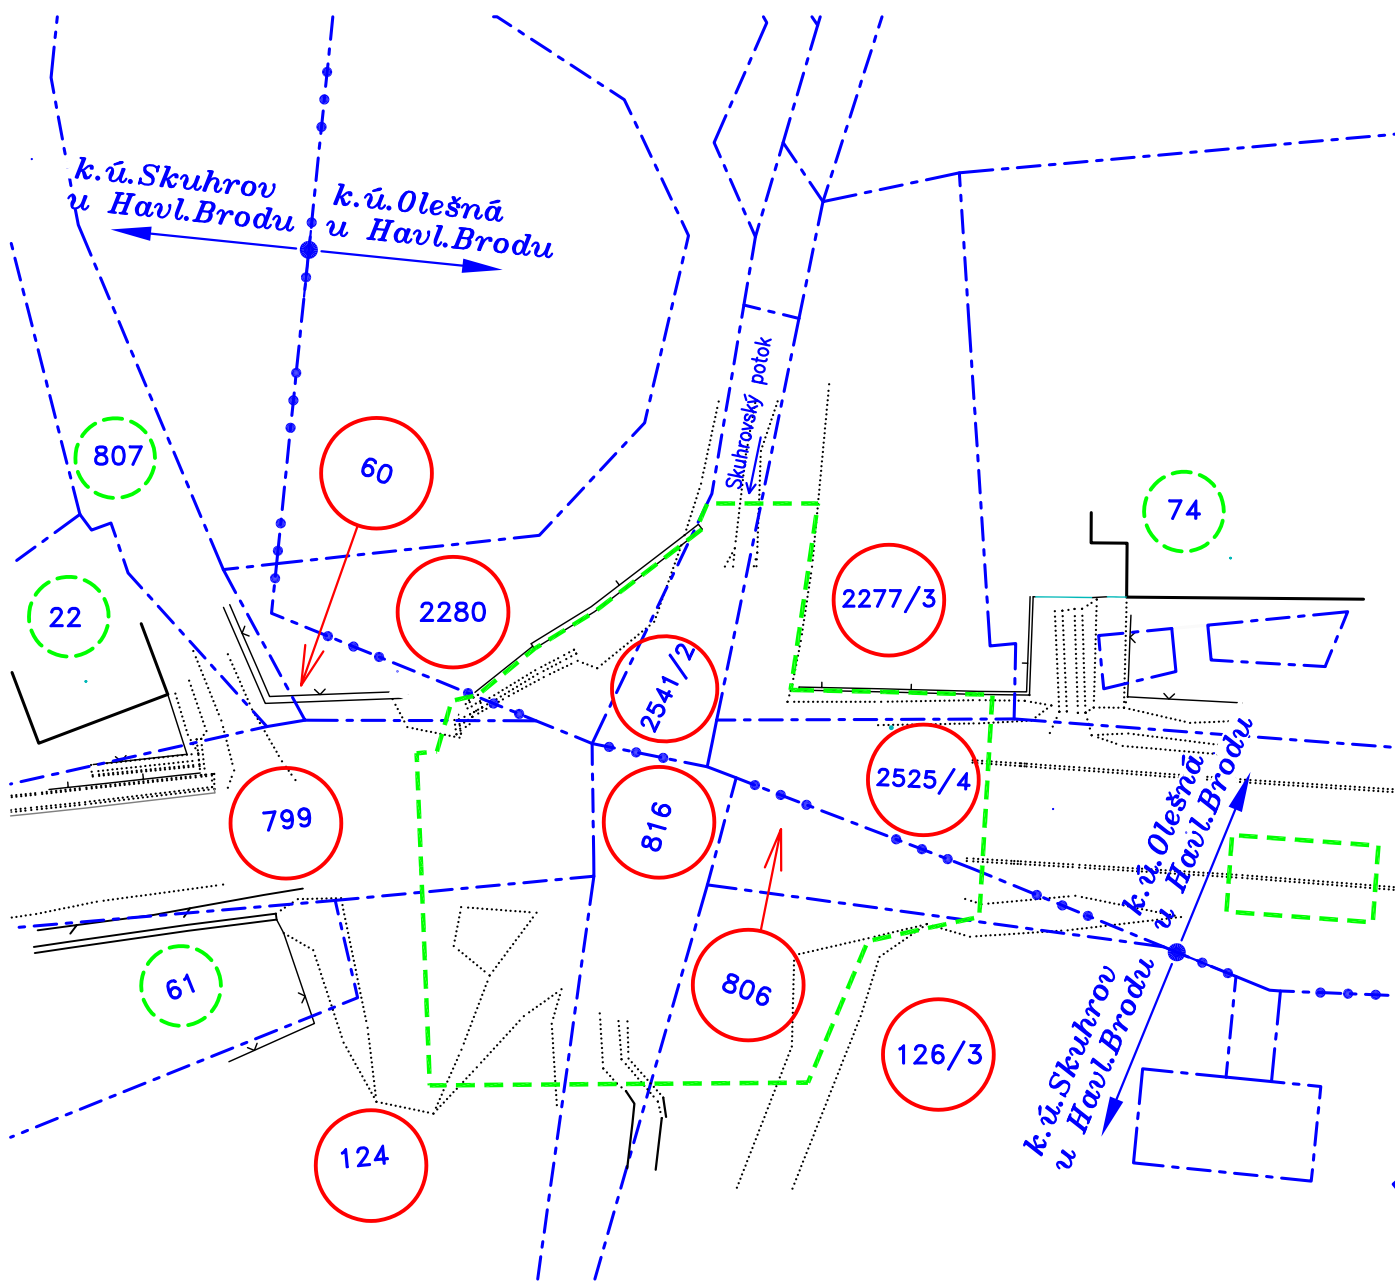 k.ú.Skuhrov
u Havl.Brodu
k.ú.Olešná
u Havl.Brodu
Skuhrovský potok
807
60
74
22
2280
2277/3
2541/2
2525/4
799
816
k.ú.Olešná
u Havl.Brodu
61
806
126/3
k.ú.Skuhrov
u Havl.Brodu
124